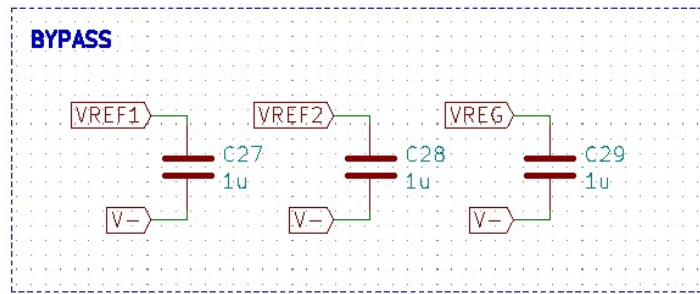 BYPASS
VREF1
VREF2
VREG
C27
C28
C29
1u
1u
1u
V-
V-
V-